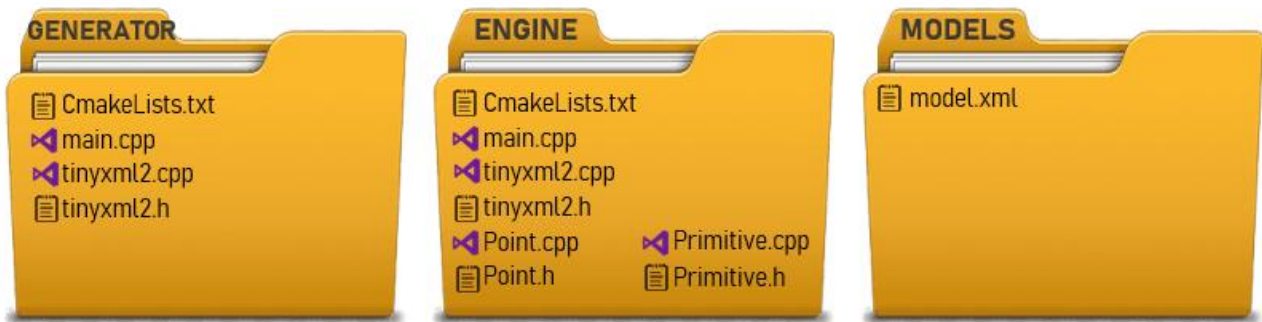 GENERATOR
CmakeLists.txt
main.cpp
tinyxml2.cpp
tinyxml2.h
ENGINE
CmakeLists.txt
main.cpp
tinyxml2.cpp
tinyxml2.h
Point.cpp
Primitive.cpp
Point.h
Primitive.h
MODELS
model.xml